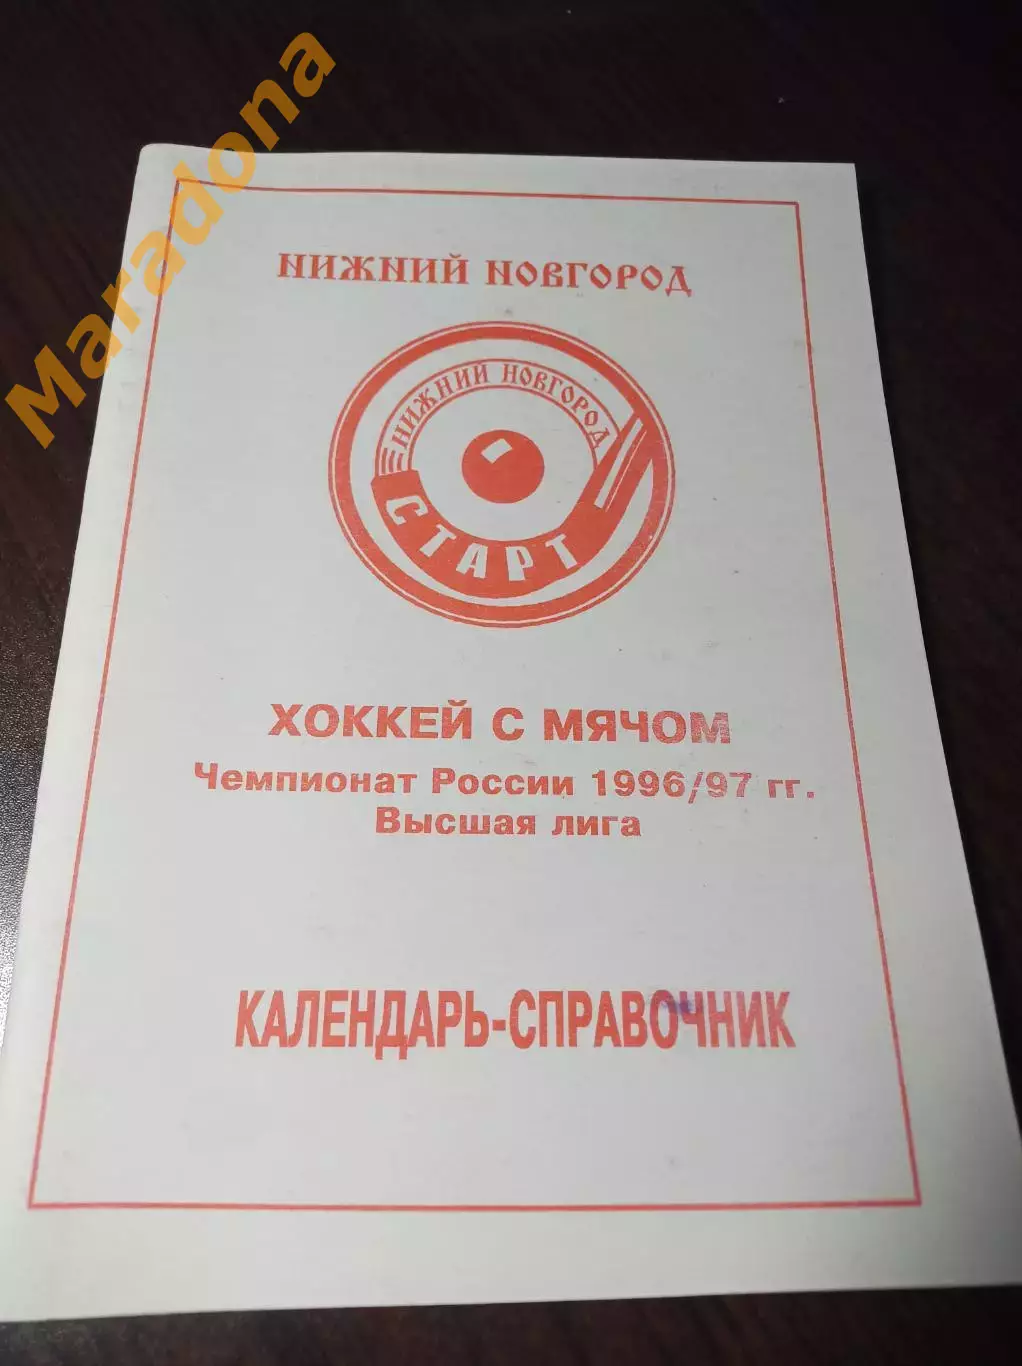 Maradona
НИЖНИЙ НОВГОРОД
НИЖНИЙ НОВГОРОД
СТАРТ
ХОККЕЙ С МЯЧОМ
Чемпионат России 1996/97 гг.
Высшая лига
КАЛЕНДАРЬ-СПРАВОЧНИК